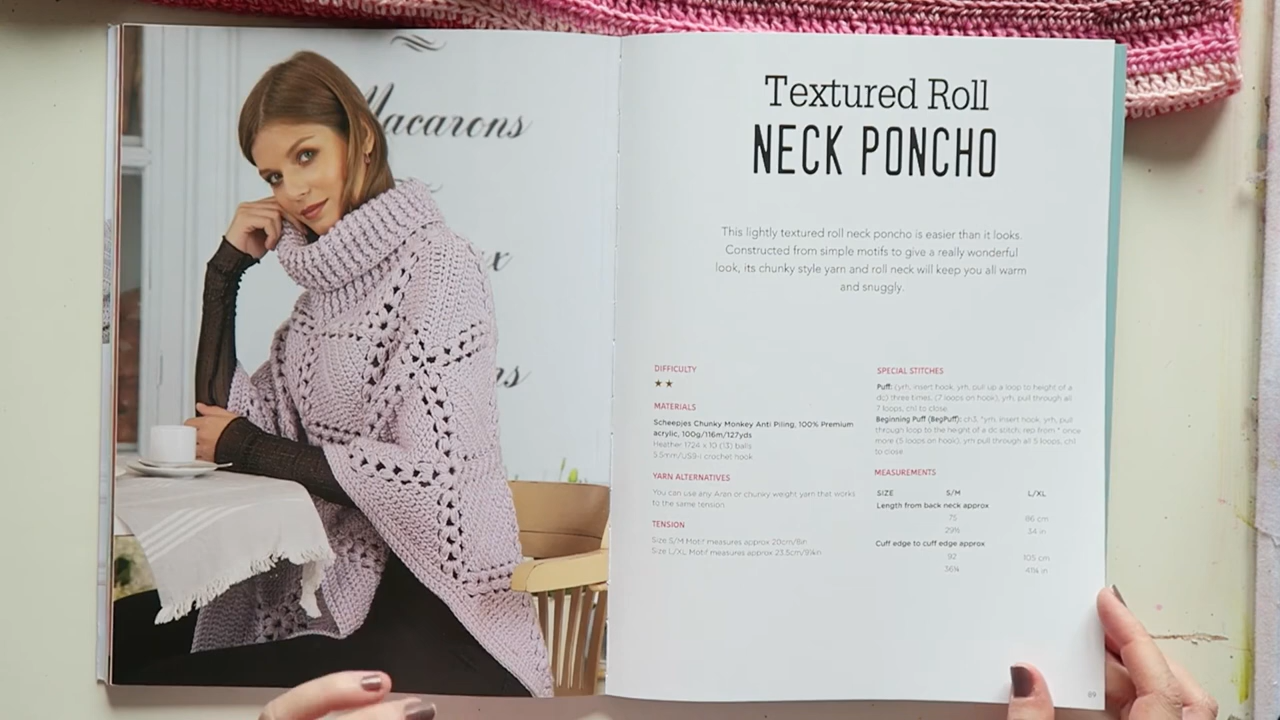 Macarons
Textured Roll
NECK PONCHO
This lightly textured roll neck poncho is easier than it looks.
Constructed from simple motifs to give a really wonderful
look, its chunky style yarn and roll neck will keep you all warm
and snuggly.
DIFFICULTY
★★
MATERIALS
Scheepjes Chunky Monkey Anti Piling, 100% Premium
acrylic, 100g/116m/127yds
Heather 1724 x 10 (13) balls
5.5mm/US9-I crochet hook
YARN ALTERNATIVES
You can use any Aran or chunky weight yarn that works
to the same tension.
TENSION
Size S/M Motif measures approx 20cm/8in
Size L/XL Motif measures approx 23.5cm/9¼in
SPECIAL STITCHES
Puff: (yrh, insert hook, yrh, pull up a loop to height of a
dc) three times, (7 loops on hook), yrh, pull through all
7 loops, ch1 to close
Beginning Puff (BegPuff): ch3, *yrh, insert hook, yrh, pull
through loop to the height of a dc stitch; rep from * once
more (5 loops on hook), yrh pull through all 5 loops, ch1
to close
MEASUREMENTS
SIZE S/M L/XL
Length from back neck approx
75 86 cm
29½ 34 in
Cuff edge to cuff edge approx
92 105 cm
36¼ 41¼ in